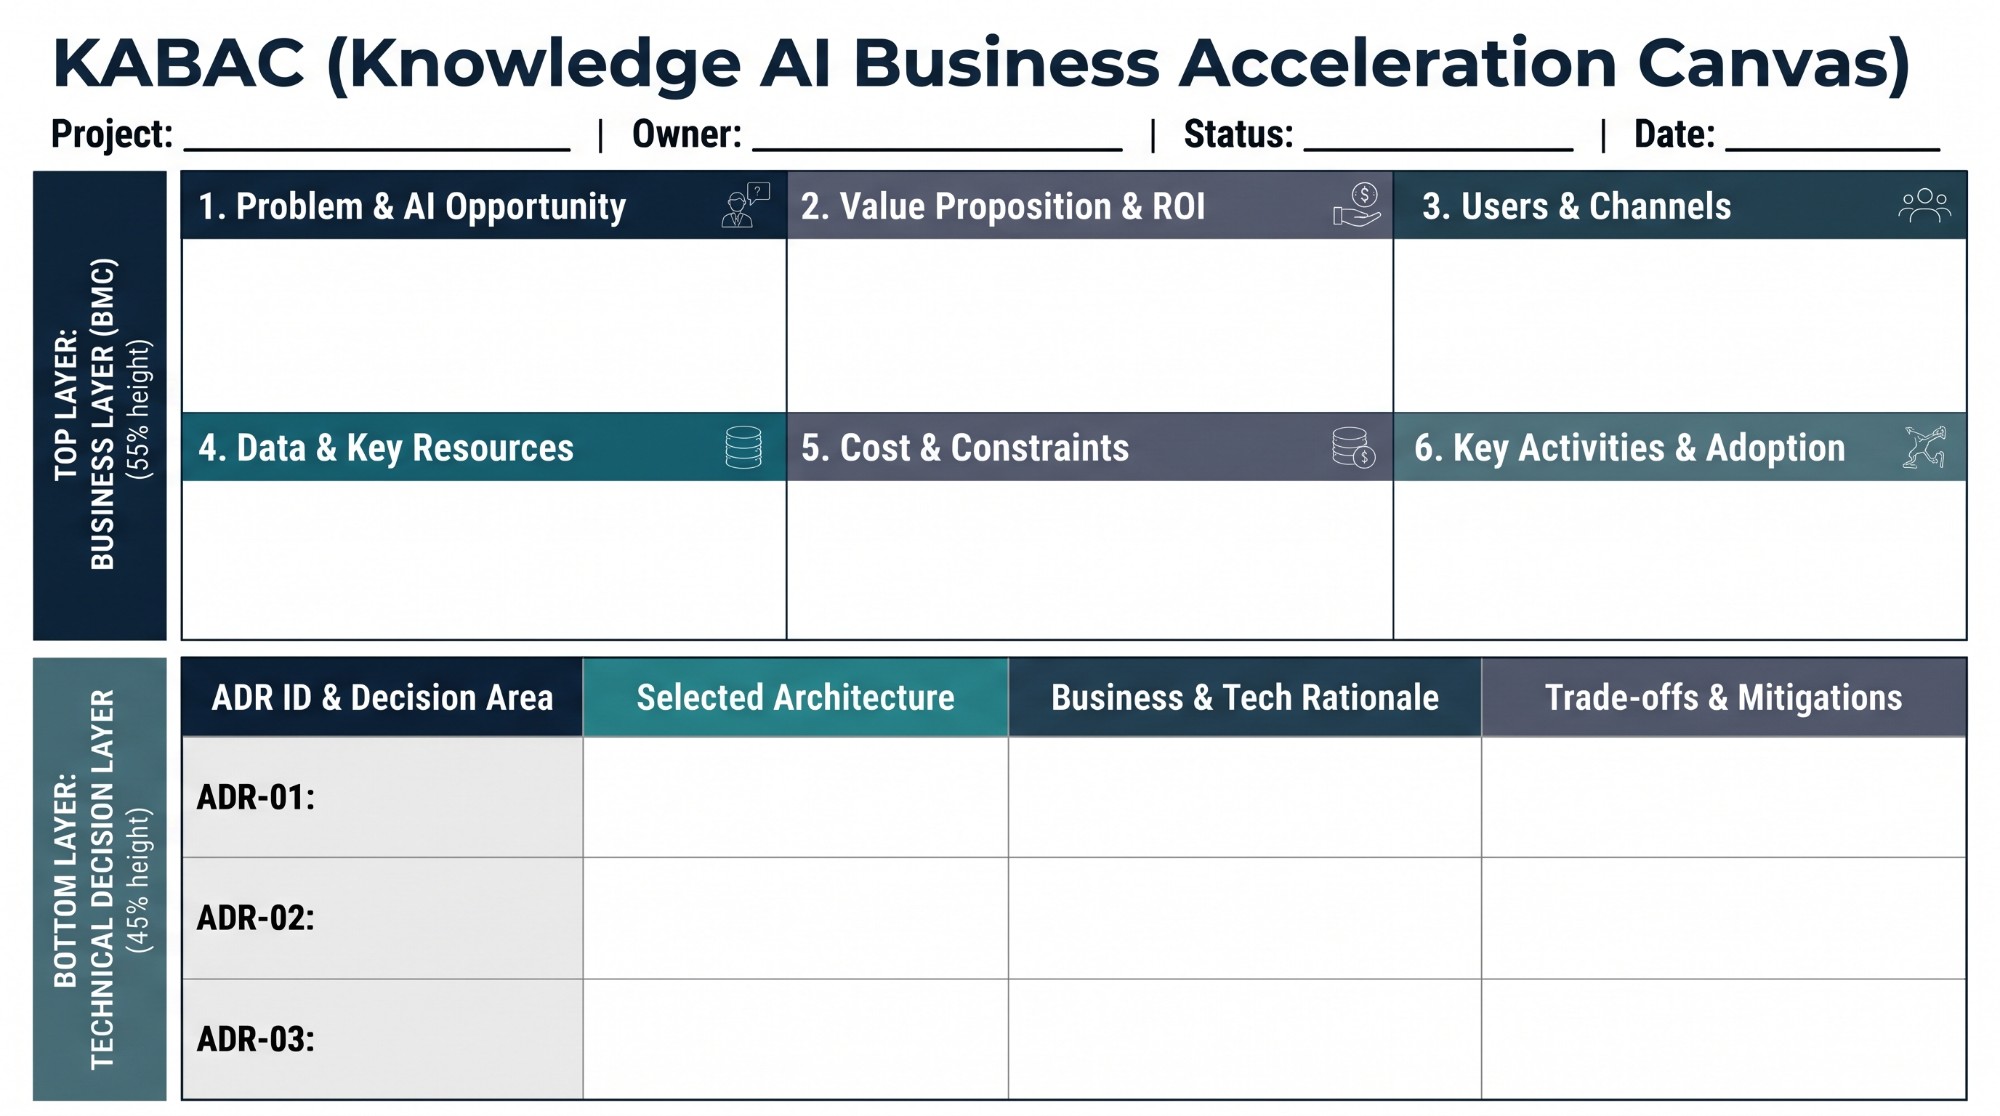 KABAC (Knowledge AI Business Acceleration Canvas)
Project: | Owner: | Status: | Date:
TOP LAYER:
BUSINESS LAYER (BMC)
(55% height)
1. Problem & AI Opportunity
?
2. Value Proposition & ROI
$
3. Users & Channels
4. Data & Key Resources
5. Cost & Constraints
$
6. Key Activities & Adoption
BOTTOM LAYER:
TECHNICAL DECISION LAYER
(45% height)
ADR ID & Decision Area
Selected Architecture
Business & Tech Rationale
Trade-offs & Mitigations
ADR-01:
ADR-02:
ADR-03: